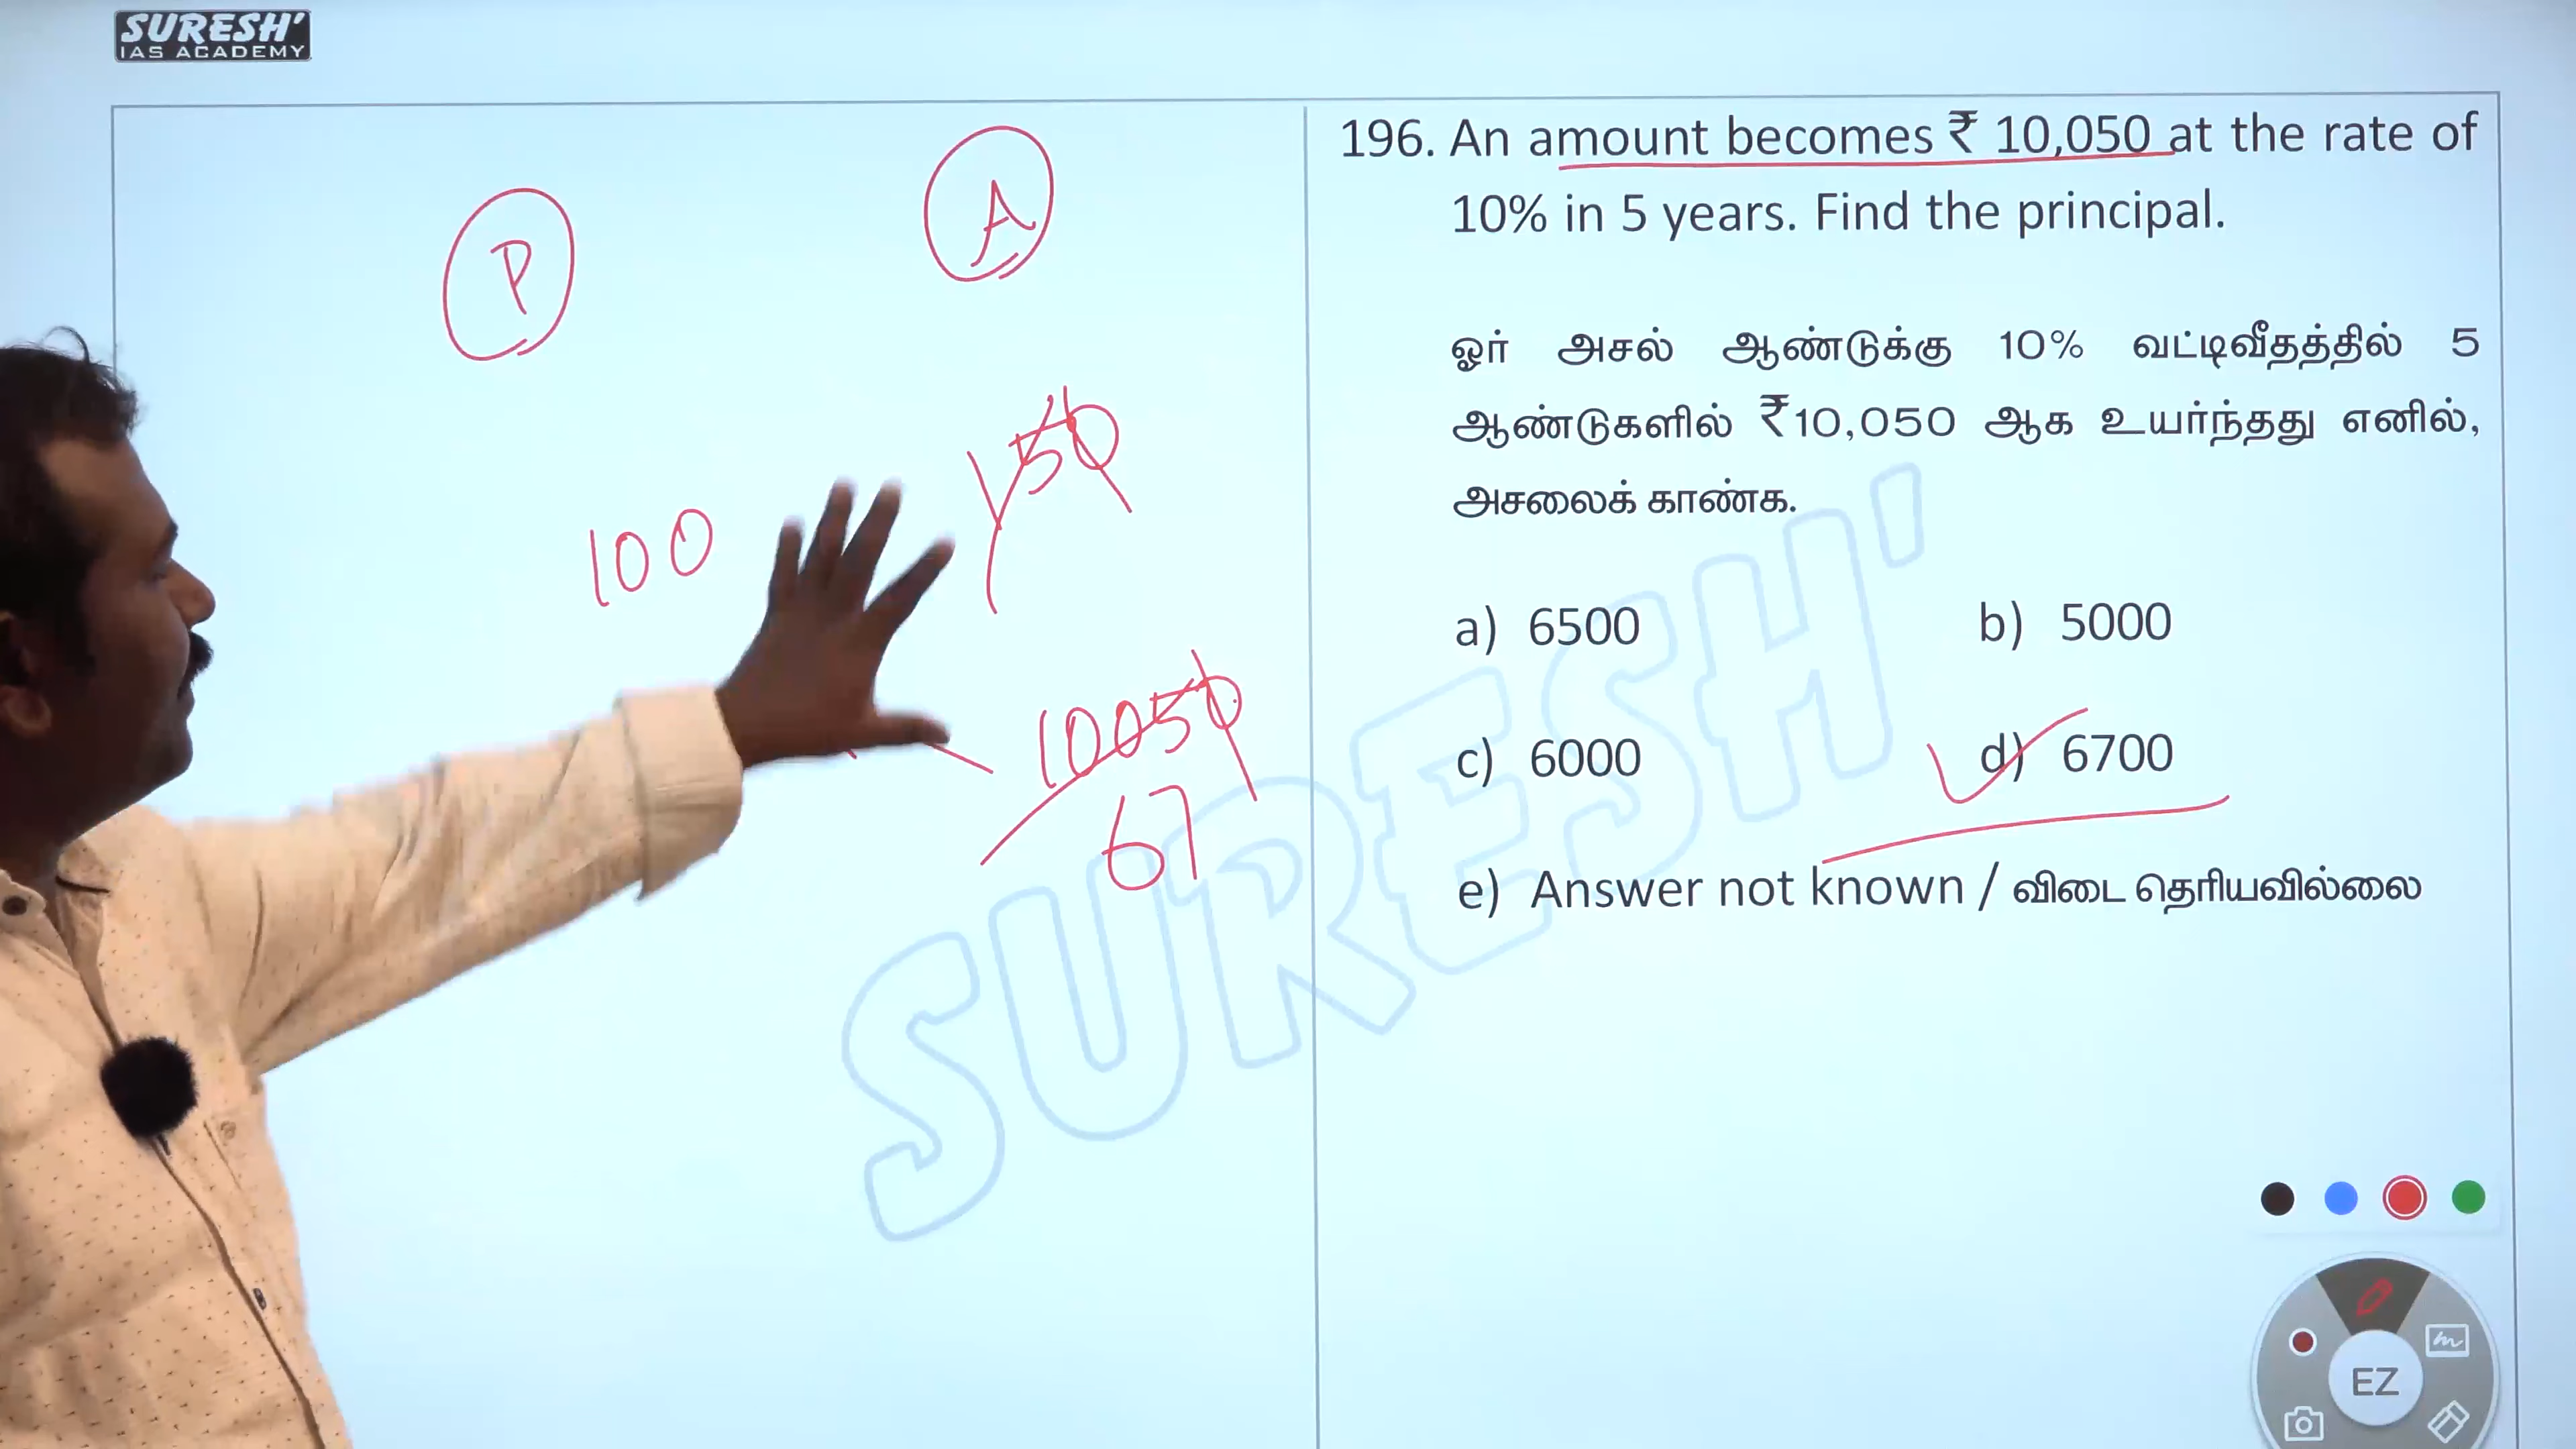 SURESH'
IAS ACADEMY
P
A
100
150
10050
67
196. An amount becomes ₹ 10,050 at the rate of
10% in 5 years. Find the principal.
ஓர் அசல் ஆண்டுக்கு 10% வட்டிவீதத்தில் 5
ஆண்டுகளில் ₹10,050 ஆக உயர்ந்தது எனில்,
அசலைக் காண்க.
a) 6500
b) 5000
c) 6000
d) 6700
e) Answer not known / விடை தெரியவில்லை
SURESH'
EZ